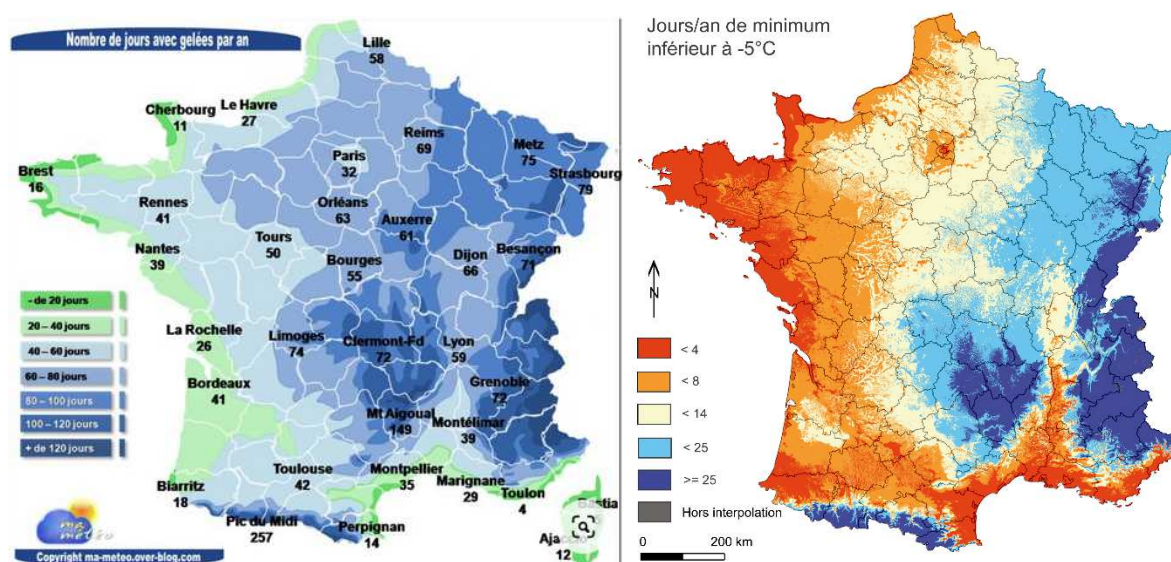 Nombre de jours avec gelées par an
Lille
58
Cherbourg
11
Le Havre
27
Reims
69
Metz
75
Paris
32
Strasbourg
79
Brest
16
Rennes
41
Orléans
63
Auxerre
61
Nantes
39
Tours
50
Bourges
55
Dijon
66
Besançon
71
- de 20 jours
20 – 40 jours
40 – 60 jours
60 – 80 jours
80 – 100 jours
100 – 120 jours
+ de 120 jours
La Rochelle
26
Limoges
74
Clermont-Fd
72
Lyon
59
Bordeaux
41
Grenoble
72
Mt Aigoual
149
Montélimar
39
Biarritz
18
Toulouse
42
Montpellier
35
Marignane
29
Toulon
4
Pic du Midi
257
Perpignan
14
Bastia
Ajaccio
12
ma
météo
Copyright ma-meteo.over-blog.com
Jours/an de minimum
inférieur à -5°C
N
< 4
< 8
< 14
< 25
>= 25
Hors interpolation
0 200 km